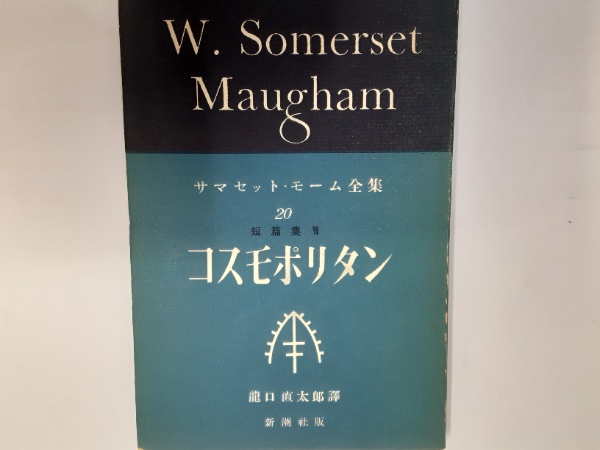 W. Somerset
Maugham
サマセット・モーム全集
20
短篇集 Ⅶ
コスモポリタン
龍口直太郎譯
新潮社版